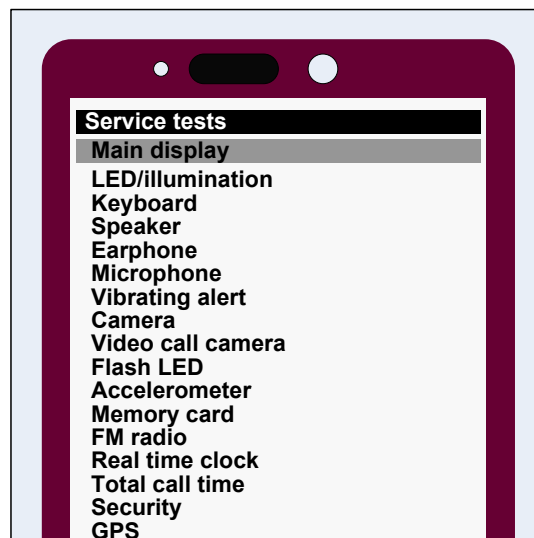 Service tests
Main display
LED/illumination
Keyboard
Speaker
Earphone
Microphone
Vibrating alert
Camera
Video call camera
Flash LED
Accelerometer
Memory card
FM radio
Real time clock
Total call time
Security
GPS